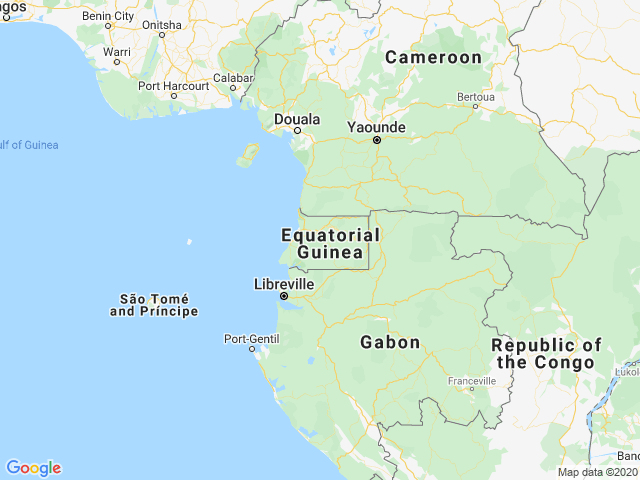 agos
Benin City
Onitsha
Warri
Port Harcourt
Calabar
Cameroon
Bertoua
Douala
Yaounde
ulf of Guinea
Equatorial
Guinea
Libreville
São Tomé
and Príncipe
Port-Gentil
Gabon
Republic of
the Congo
Lukol
Franceville
Band
Google
Map data ©2020